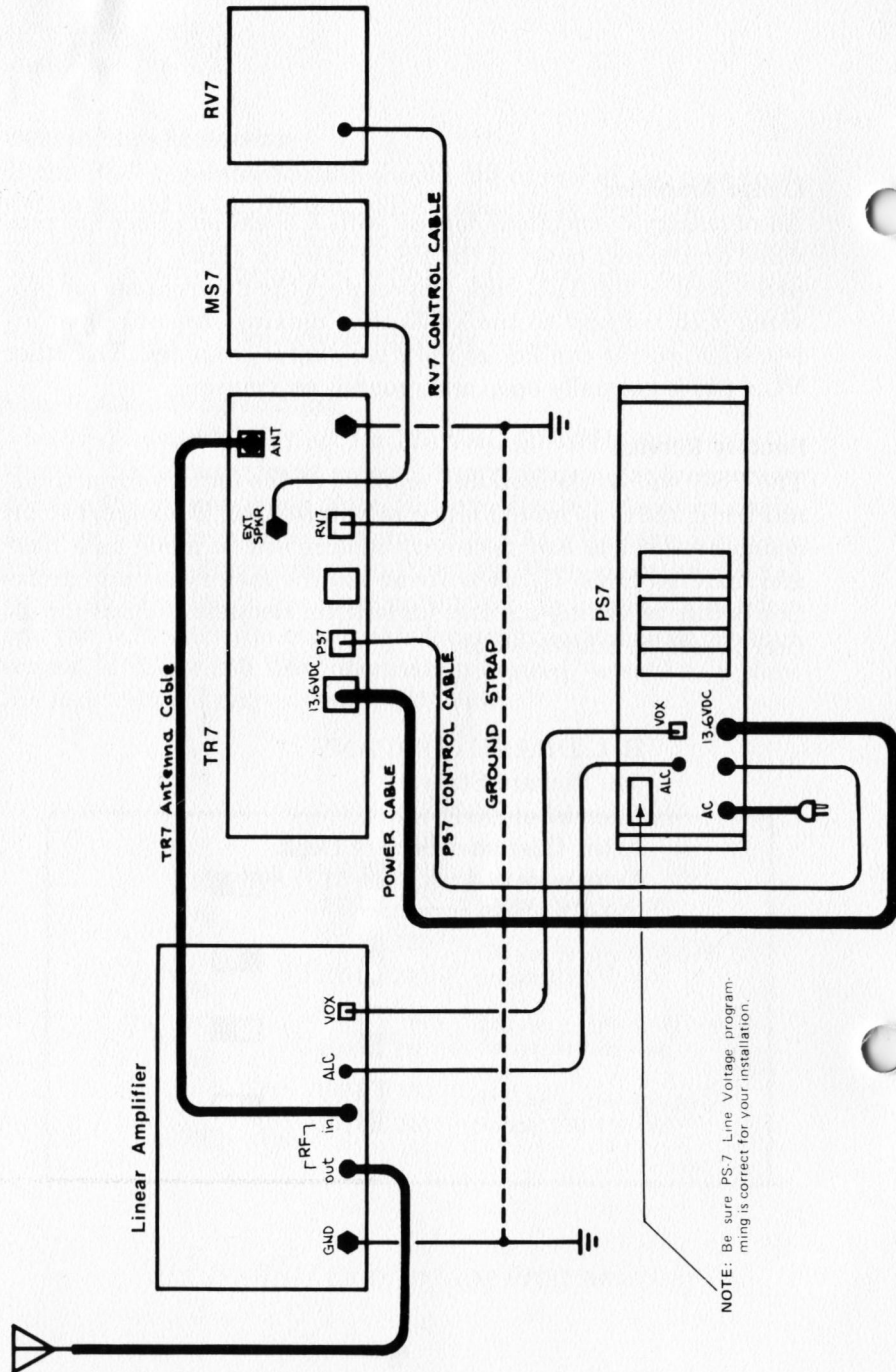 Linear Amplifier
GND
out
in
RF
ALC
VOX
TR7 Antenna Cable
TR7
13.6VDC
PS7
RV7
EXT
SPKR
ANT
MS7
RV7
RV7 CONTROL CABLE
POWER CABLE
PS7 CONTROL CABLE
GROUND STRAP
PS7
ALC
VOX
AC
13.6VDC
NOTE: Be sure PS-7 Line Voltage program-
ming is correct for your installation.